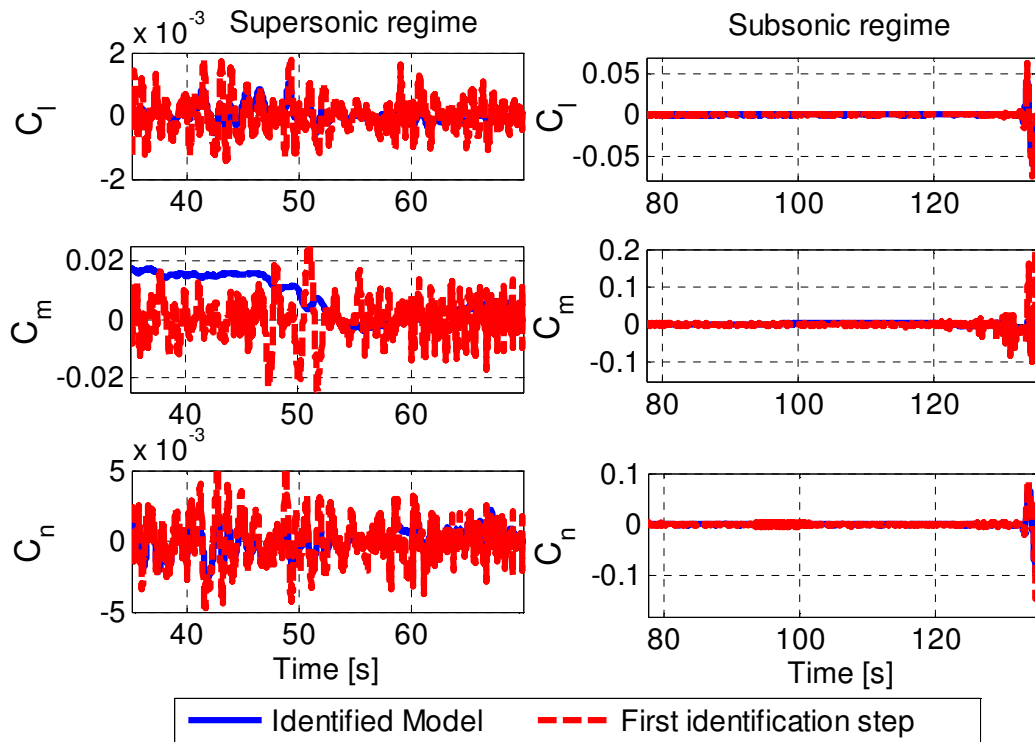 Supersonic regime
Subsonic regime
x 10^-3
2
0
-2
C_l
40 50 60
0.05
0
-0.05
C_l
80 100 120
0.02
0
-0.02
C_m
40 50 60
0.2
0.1
0
-0.1
C_m
80 100 120
x 10^-3
5
0
-5
C_n
40 50 60
Time [s]
0.1
0
-0.1
C_n
80 100 120
Time [s]
Identified Model
First identification step